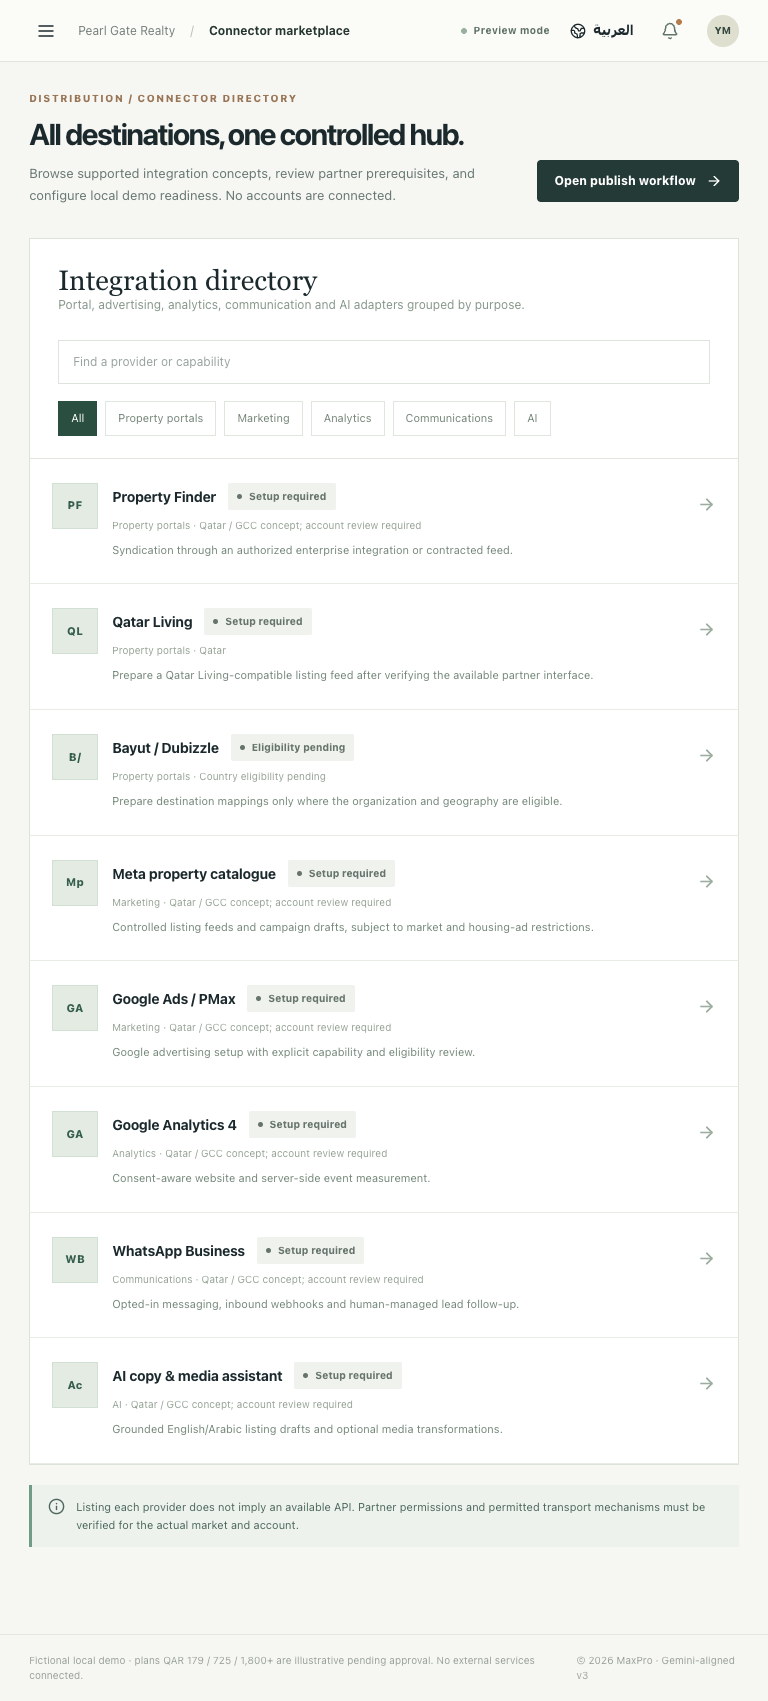 Pearl Gate Realty / Connector marketplace
Preview mode
العربية
YM
DISTRIBUTION / CONNECTOR DIRECTORY
All destinations, one controlled hub.
Browse supported integration concepts, review partner prerequisites, and
configure local demo readiness. No accounts are connected.
Open publish workflow
Integration directory
Portal, advertising, analytics, communication and AI adapters grouped by purpose.
Find a provider or capability
All
Property portals
Marketing
Analytics
Communications
AI
PF
Property Finder
Setup required
Property portals · Qatar / GCC concept; account review required
Syndication through an authorized enterprise integration or contracted feed.
QL
Qatar Living
Setup required
Property portals · Qatar
Prepare a Qatar Living-compatible listing feed after verifying the available partner interface.
B/
Bayut / Dubizzle
Eligibility pending
Property portals · Country eligibility pending
Prepare destination mappings only where the organization and geography are eligible.
Mp
Meta property catalogue
Setup required
Marketing · Qatar / GCC concept; account review required
Controlled listing feeds and campaign drafts, subject to market and housing-ad restrictions.
GA
Google Ads / PMax
Setup required
Marketing · Qatar / GCC concept; account review required
Google advertising setup with explicit capability and eligibility review.
GA
Google Analytics 4
Setup required
Analytics · Qatar / GCC concept; account review required
Consent-aware website and server-side event measurement.
WB
WhatsApp Business
Setup required
Communications · Qatar / GCC concept; account review required
Opted-in messaging, inbound webhooks and human-managed lead follow-up.
Ac
AI copy & media assistant
Setup required
AI · Qatar / GCC concept; account review required
Grounded English/Arabic listing drafts and optional media transformations.
Listing each provider does not imply an available API. Partner permissions and permitted transport mechanisms must be
verified for the actual market and account.
Fictional local demo · plans QAR 179 / 725 / 1,800+ are illustrative pending approval. No external services
connected.
© 2026 MaxPro · Gemini-aligned
v3